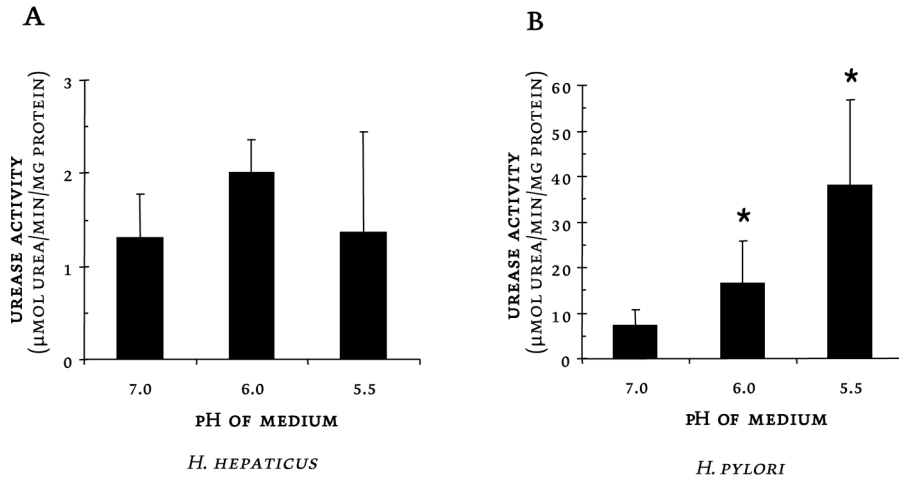 A
UREASE ACTIVITY
(µMOL UREA/MIN/MG PROTEIN)
3
2
1
0
7.0 6.0 5.5
PH OF MEDIUM
H. HEPATICUS
B
UREASE ACTIVITY
(µMOL UREA/MIN/MG PROTEIN)
60
50
40
30
20
10
0
*
*
7.0 6.0 5.5
PH OF MEDIUM
H. PYLORI